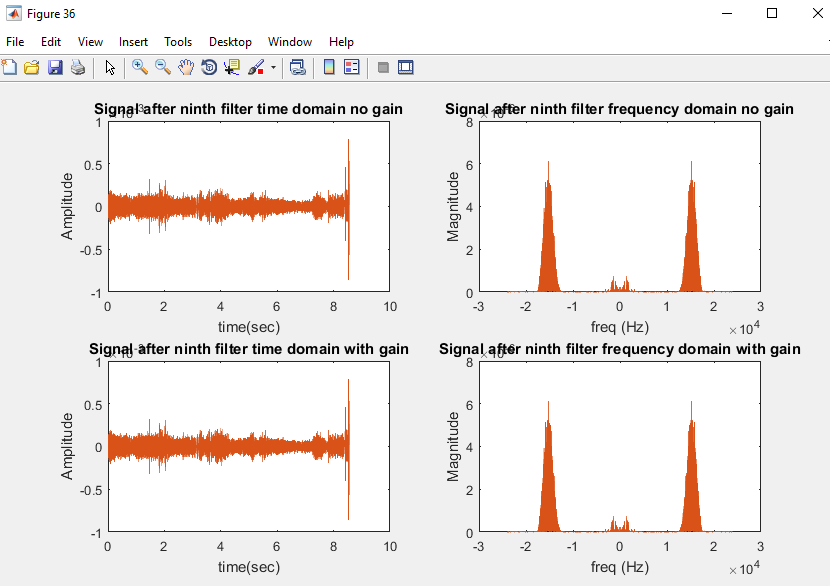 Figure 36
File Edit View Insert Tools Desktop Window Help
Signal after ninth filter time domain no gain
Amplitude
1
0.5
0
-0.5
-1
0 2 4 6 8 10
time(sec)
Signal after ninth filter frequency domain no gain
Magnitude
8
6
4
2
0
-3 -2 -1 0 1 2 3
freq (Hz)
×10^4
Signal after ninth filter time domain with gain
Amplitude
1
0.5
0
-0.5
-1
0 2 4 6 8 10
time(sec)
Signal after ninth filter frequency domain with gain
Magnitude
8
6
4
2
0
-3 -2 -1 0 1 2 3
freq (Hz)
×10^4